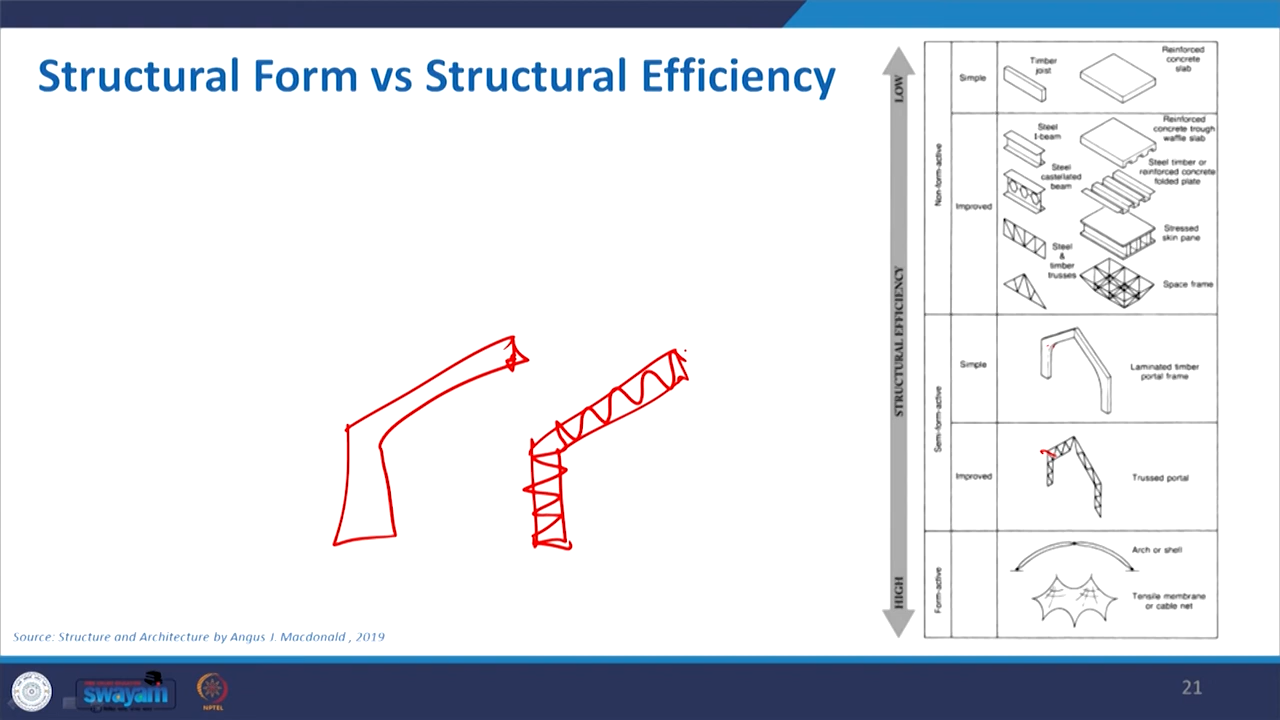 Structural Form vs Structural Efficiency
LOW
STRUCTURAL EFFICIENCY
HIGH
Non-form-active
Simple
Timber
joist
Reinforced
concrete
slab
Improved
Steel
I-beam
Reinforced
concrete trough
waffle slab
Steel
castellated
beam
Steel timber or
reinforced concrete
folded plate
Steel
&
timber
trusses
Stressed
skin pane
Space frame
Semi-form-active
Simple
Laminated timber
portal frame
Improved
Trussed portal
Form-active
Arch or shell
Tensile membrane
or cable net
Source: Structure and Architecture by Angus J. Macdonald , 2019
swayam
NPTEL
21